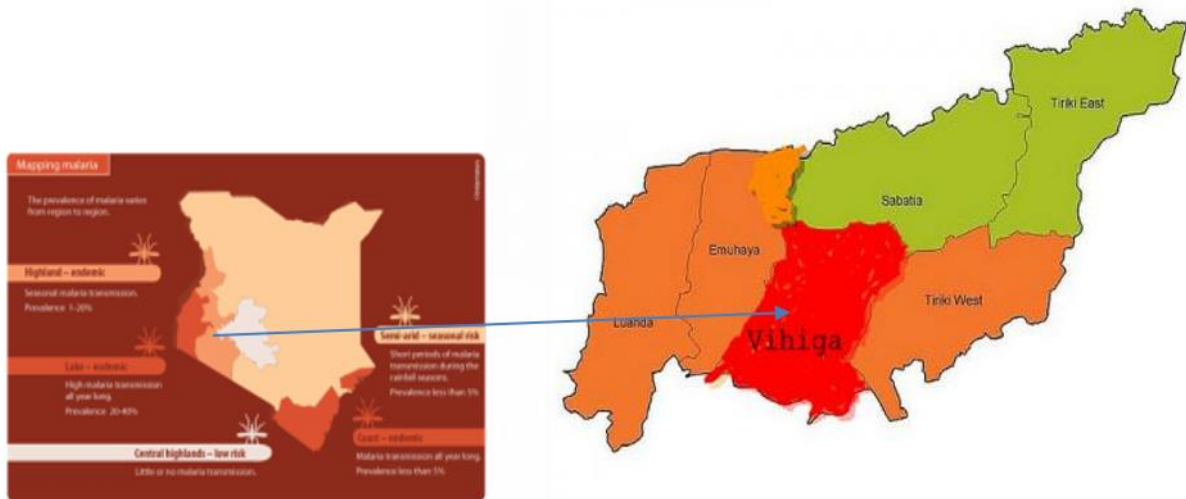 Mapping malaria
The prevalence of malaria varies
from region to region.
Highland – endemic
Seasonal malaria transmission.
Prevalence 1-20%
Lake – endemic
High malaria transmission
all year long.
Prevalence 20-40%
Central highlands – low risk
Little or no malaria transmission.
Semi-arid – seasonal risk
Short periods of malaria
transmission during the
rainfall seasons.
Prevalence less than 5%
Coast – endemic
Malaria transmission all year long.
Prevalence less than 5%
Tiriki East
Sabatia
Emuhaya
Tiriki West
Luanda
Vihiga